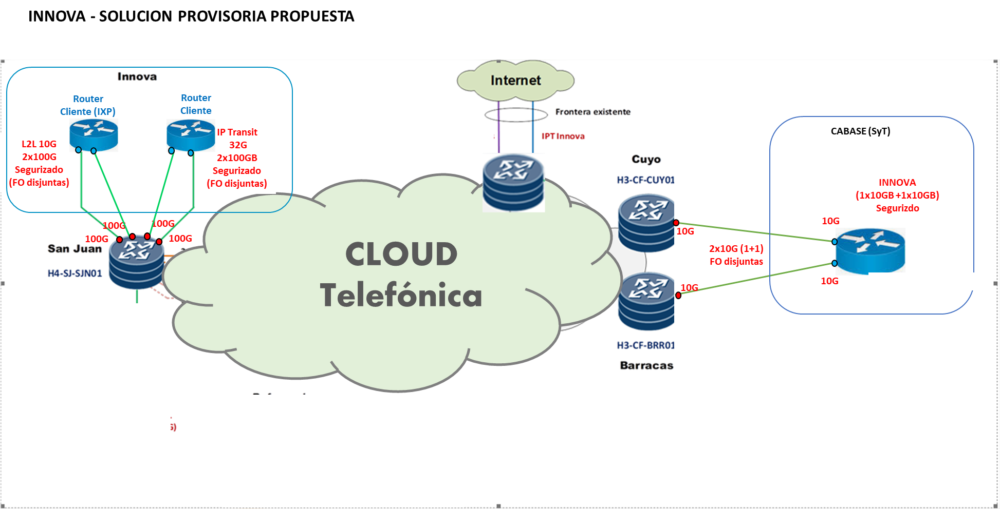 INNOVA - SOLUCION PROVISORIA PROPUESTA
Innova
Router
Cliente (IXP)
Router
Cliente
L2L 10G
2x100G
Segurizado
(FO disjuntas)
IP Transit
32G
2x100GB
Segurizado
(FO disjuntas)
100G
100G
100G
100G
San Juan
H4-SJ-SJN01
Internet
Frontera existente
IPT Innova
CLOUD
Telefónica
Cuyo
H3-CF-CUY01
10G
2x10G (1+1)
FO disjuntas
10G
H3-CF-BRR01
Barracas
CABASE (SyT)
INNOVA
(1x10GB +1x10GB)
Segurizdo
10G
10G